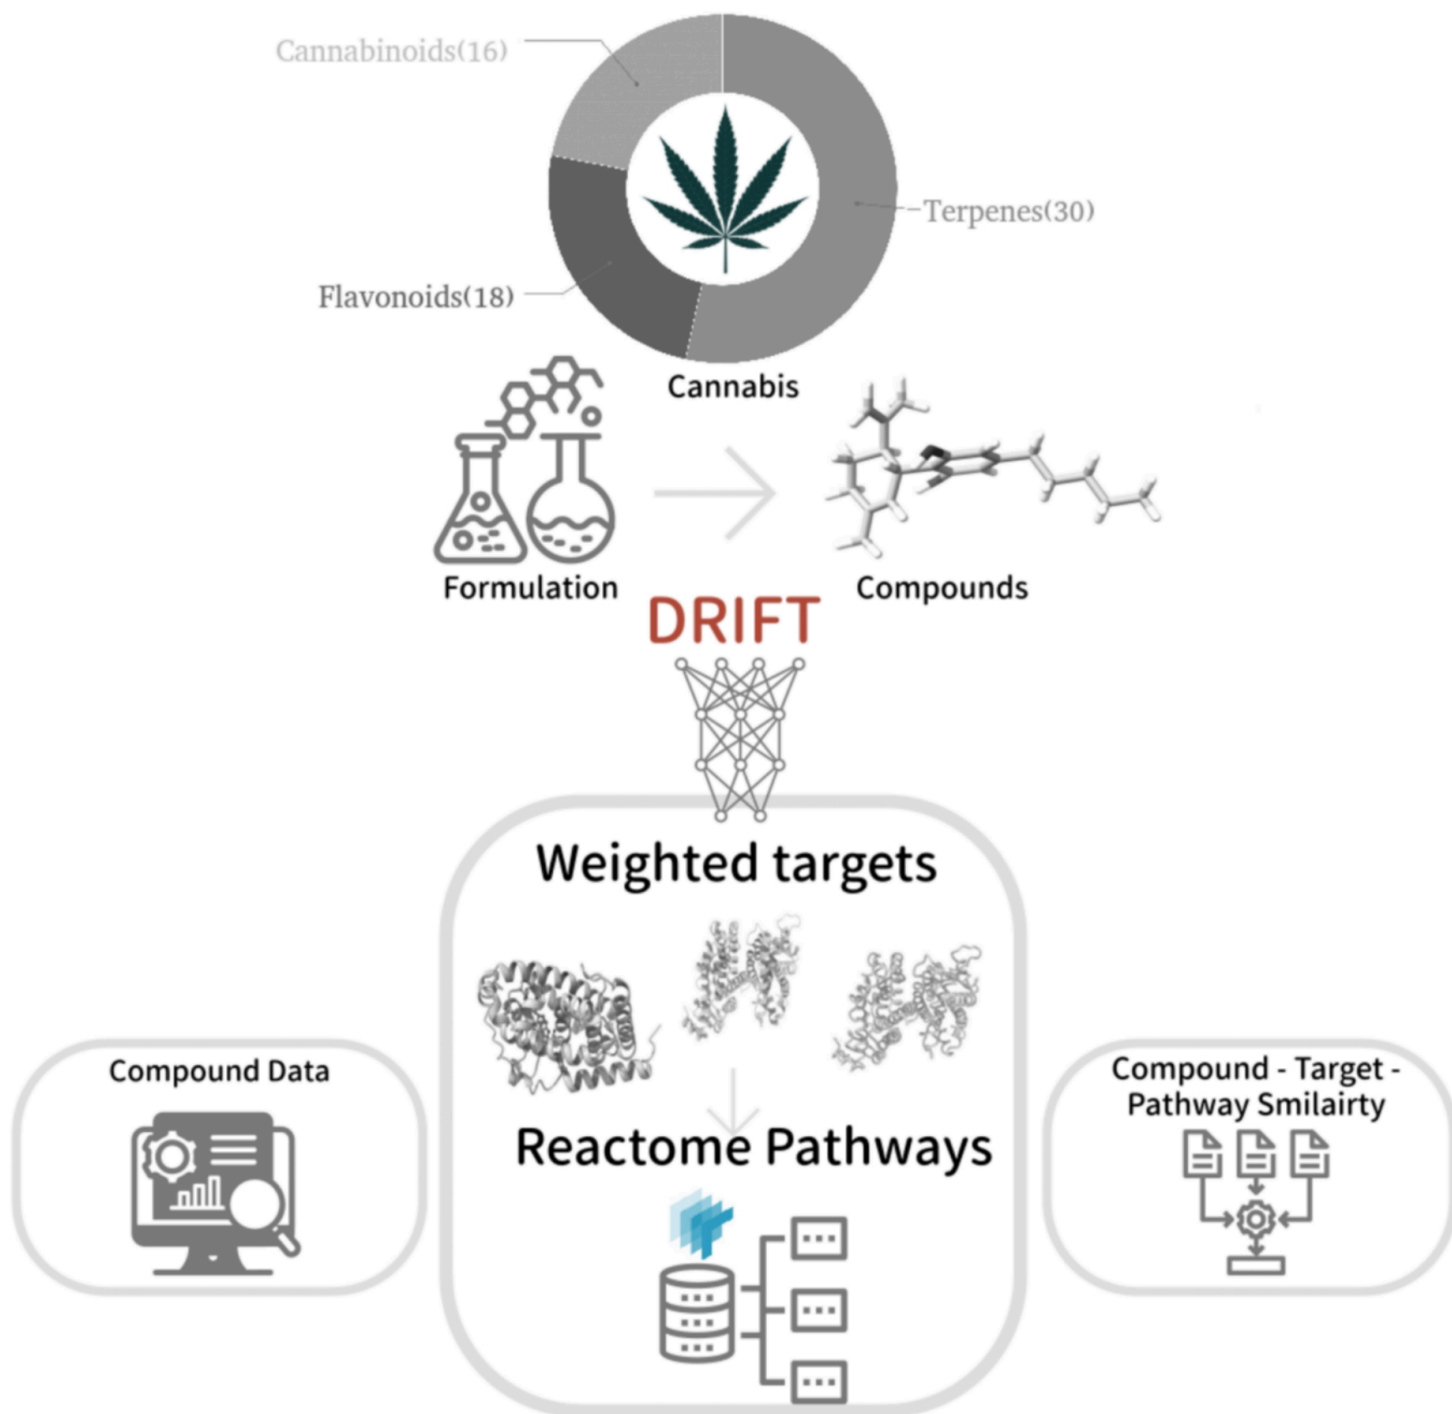 Cannabinoids(16)
Terpenes(30)
Flavonoids(18)
Cannabis
Formulation
Compounds
DRIFT
Weighted targets
Compound Data
Compound - Target -
Pathway Smilairty
Reactome Pathways